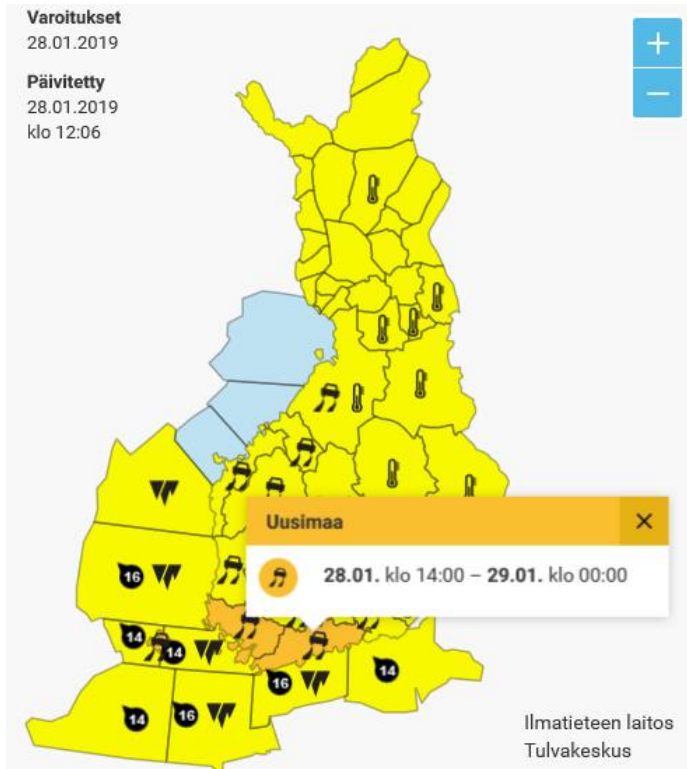 Varoitukset
28.01.2019
Päivitetty
28.01.2019
klo 12:06
+
−
Uusimaa
×
28.01. klo 14:00 – 29.01. klo 00:00
16
14
14
14
16
16
14
Ilmatieteen laitos
Tulvakeskus